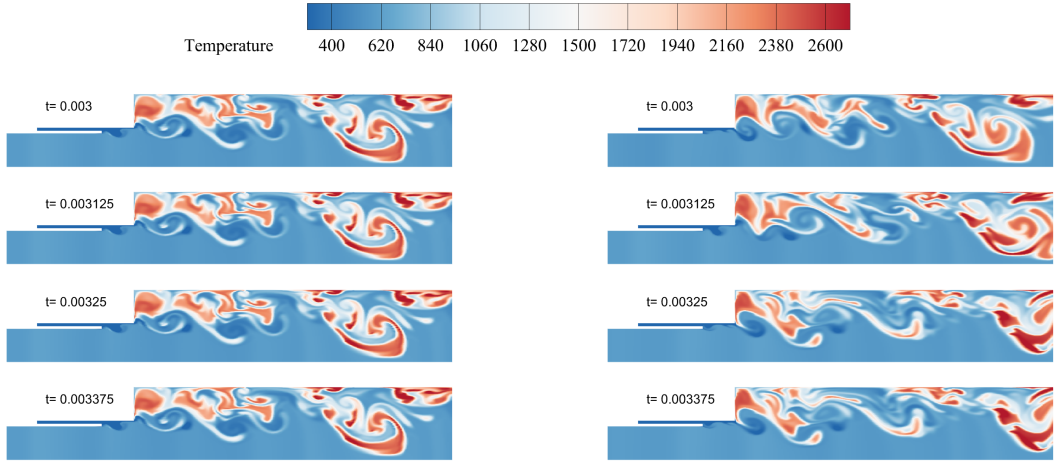 Temperature 400 620 840 1060 1280 1500 1720 1940 2160 2380 2600
t= 0.003 t= 0.003
t= 0.003125 t= 0.003125
t= 0.00325 t= 0.00325
t= 0.003375 t= 0.003375